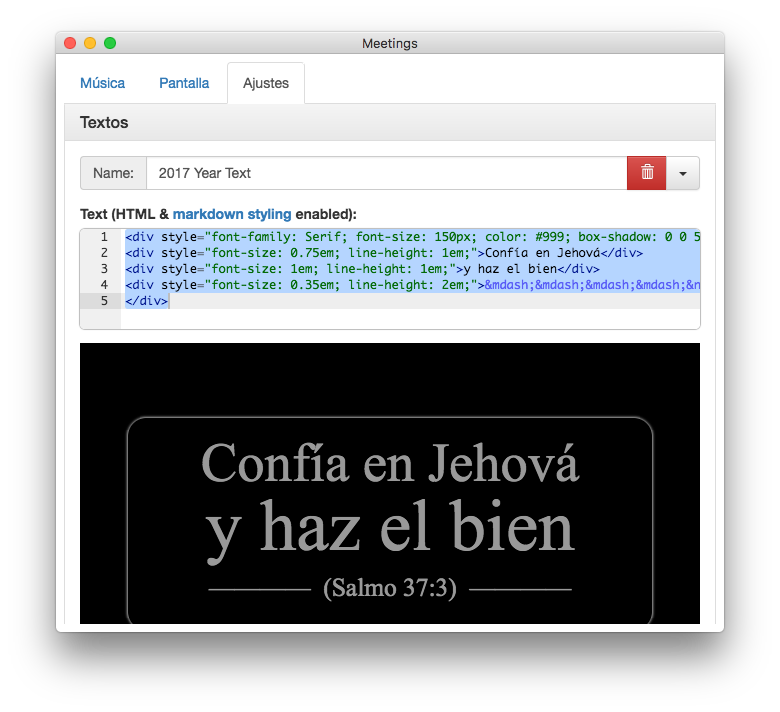 Meetings
Música Pantalla Ajustes
Textos
Name: 2017 Year Text
Text (HTML & markdown styling enabled):
1 <div style="font-family: Serif; font-size: 150px; color: #999; box-shadow: 0 0 5
2 <div style="font-size: 0.75em; line-height: 1em;">Confía en Jehová</div>
3 <div style="font-size: 1em; line-height: 1em;">y haz el bien</div>
4 <div style="font-size: 0.35em; line-height: 2em;">&mdash;&mdash;&mdash;&mdash;&n
5 </div>
Confía en Jehová
y haz el bien
———— (Salmo 37:3) ————